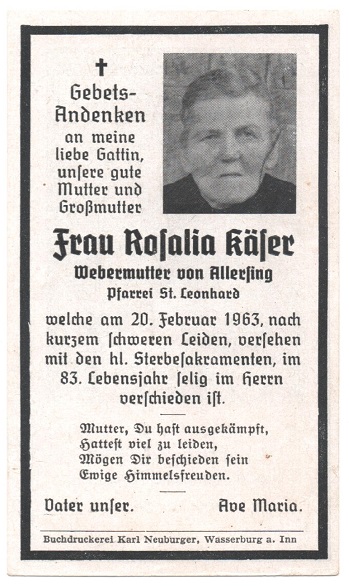 Gebets-
Andenken
an meine
liebe Gattin,
unsere gute
Mutter und
Großmutter
Frau Rosalia Käser
Webermutter von Allersing
Pfarrei St. Leonhard
welche am 20. Februar 1963, nach
kurzem schweren Leiden, versehen
mit den hl. Sterbesakramenten, im
83. Lebensjahr selig im Herrn
verschieden ist.
Mutter, Du hast ausgekämpft,
Hattest viel zu leiden,
Mögen Dir beschieden sein
Ewige Himmelsfreuden.
Vater unser. Ave Maria.
Buchdruckerei Karl Neuburger, Wasserburg a. Inn